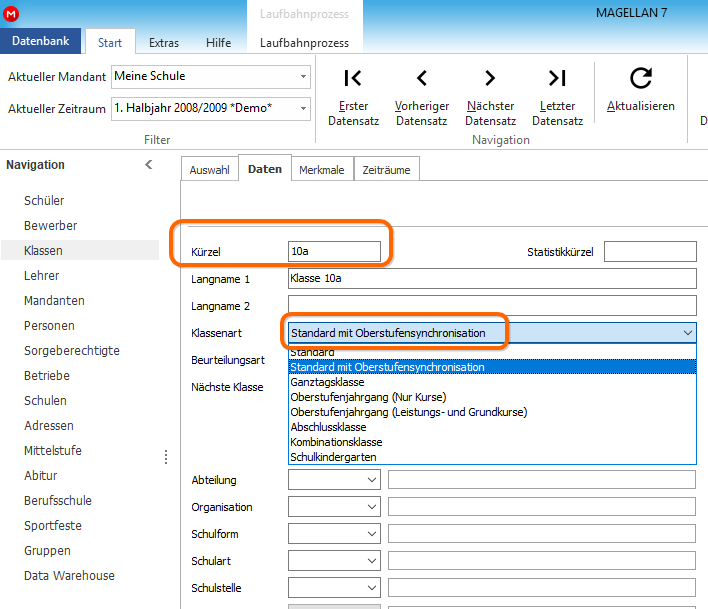 M
Laufbahnprozess
MAGELLAN 7
Datenbank
Start
Extras
Hilfe
Laufbahnprozess
Aktueller Mandant
Meine Schule
Aktueller Zeitraum
1. Halbjahr 2008/2009 *Demo*
Filter
Erster
Datensatz
Vorheriger
Datensatz
Nächster
Datensatz
Letzter
Datensatz
Aktualisieren
D
Navigation
Navigation
Schüler
Bewerber
Klassen
Lehrer
Mandanten
Personen
Sorgeberechtigte
Betriebe
Schulen
Adressen
Mittelstufe
Abitur
Berufsschule
Sportfeste
Gruppen
Data Warehouse
Auswahl
Daten
Merkmale
Zeiträume
Kürzel
10a
Statistikkürzel
Langname 1
Klasse 10a
Langname 2
Klassenart
Standard mit Oberstufensynchronisation
Beurteilungsart
Nächste Klasse
Standard
Standard mit Oberstufensynchronisation
Ganztagsklasse
Oberstufenjahrgang (Nur Kurse)
Oberstufenjahrgang (Leistungs- und Grundkurse)
Abschlussklasse
Kombinationsklasse
Schulkindergarten
Abteilung
Organisation
Schulform
Schulart
Schulstelle